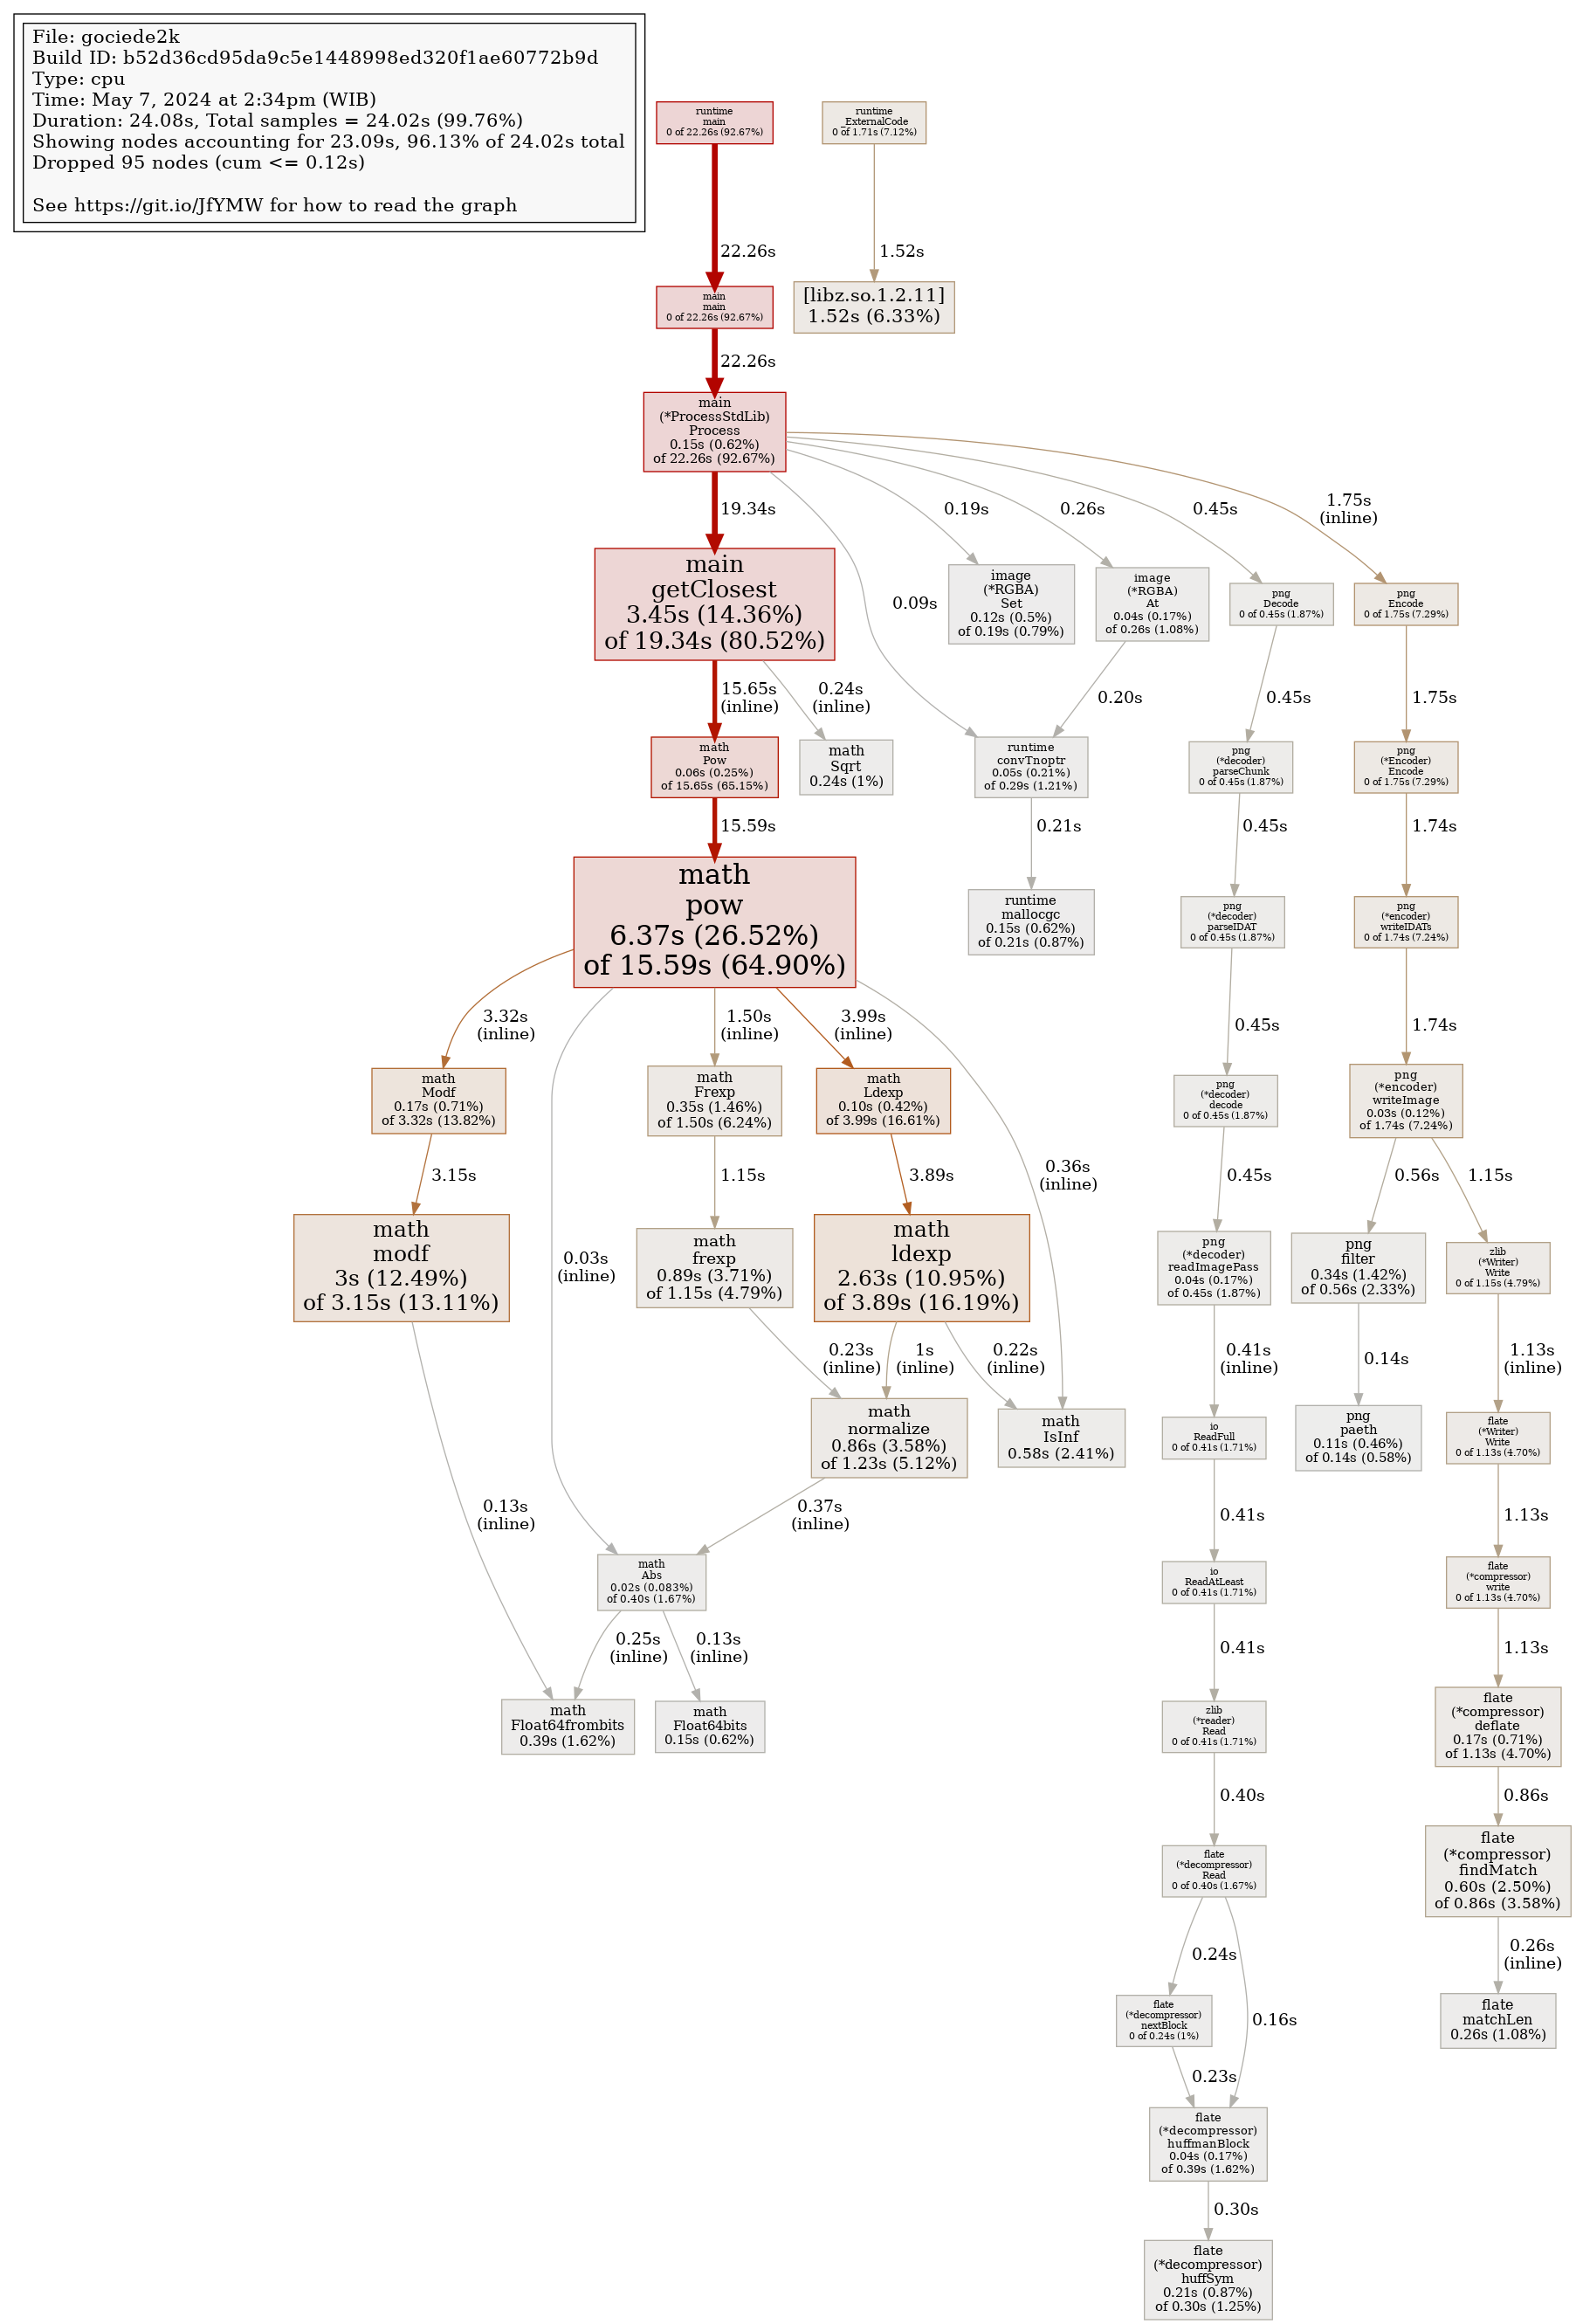 File: gociede2k
Build ID: b52d36cd95da9c5e1448998ed320f1ae60772b9d
Type: cpu
Time: May 7, 2024 at 2:34pm (WIB)
Duration: 24.08s, Total samples = 24.02s (99.76%)
Showing nodes accounting for 23.09s, 96.13% of 24.02s total
Dropped 95 nodes (cum <= 0.12s)
See https://git.io/JfYMW for how to read the graph
runtime
main
0 of 22.26s (92.67%)
runtime
_ExternalCode
0 of 1.71s (7.12%)
22.26s
1.52s
main
main
0 of 22.26s (92.67%)
[libz.so.1.2.11]
1.52s (6.33%)
22.26s
main
(*ProcessStdLib)
Process
0.15s (0.62%)
of 22.26s (92.67%)
19.34s
0.09s
0.19s
0.26s
0.45s
1.75s
(inline)
main
getClosest
3.45s (14.36%)
of 19.34s (80.52%)
image
(*RGBA)
Set
0.12s (0.5%)
of 0.19s (0.79%)
image
(*RGBA)
At
0.04s (0.17%)
of 0.26s (1.08%)
png
Decode
0 of 0.45s (1.87%)
png
Encode
0 of 1.75s (7.29%)
15.65s
(inline)
0.24s
(inline)
0.20s
0.45s
1.75s
math
Pow
0.06s (0.25%)
of 15.65s (65.15%)
math
Sqrt
0.24s (1%)
runtime
convTnoptr
0.05s (0.21%)
of 0.29s (1.21%)
png
(*decoder)
parseChunk
0 of 0.45s (1.87%)
png
(*Encoder)
Encode
0 of 1.75s (7.29%)
15.59s
0.21s
0.45s
1.74s
math
pow
6.37s (26.52%)
of 15.59s (64.90%)
runtime
mallocgc
0.15s (0.62%)
of 0.21s (0.87%)
png
(*decoder)
parseIDAT
0 of 0.45s (1.87%)
png
(*encoder)
writeIDATs
0 of 1.74s (7.24%)
3.32s
(inline)
1.50s
(inline)
3.99s
(inline)
0.45s
1.74s
math
Modf
0.17s (0.71%)
of 3.32s (13.82%)
math
Frexp
0.35s (1.46%)
of 1.50s (6.24%)
math
Ldexp
0.10s (0.42%)
of 3.99s (16.61%)
png
(*decoder)
decode
0 of 0.45s (1.87%)
png
(*encoder)
writeImage
0.03s (0.12%)
of 1.74s (7.24%)
3.15s
1.15s
3.89s
0.36s
(inline)
0.45s
0.56s
1.15s
math
modf
3s (12.49%)
of 3.15s (13.11%)
0.03s
(inline)
math
frexp
0.89s (3.71%)
of 1.15s (4.79%)
math
ldexp
2.63s (10.95%)
of 3.89s (16.19%)
png
(*decoder)
readImagePass
0.04s (0.17%)
of 0.45s (1.87%)
png
filter
0.34s (1.42%)
of 0.56s (2.33%)
zlib
(*Writer)
Write
0 of 1.15s (4.79%)
0.23s
(inline)
1s
(inline)
0.22s
(inline)
0.41s
(inline)
0.14s
1.13s
(inline)
math
normalize
0.86s (3.58%)
of 1.23s (5.12%)
math
IsInf
0.58s (2.41%)
io
ReadFull
0 of 0.41s (1.71%)
png
paeth
0.11s (0.46%)
of 0.14s (0.58%)
flate
(*Writer)
Write
0 of 1.13s (4.70%)
0.13s
(inline)
0.37s
(inline)
0.41s
1.13s
math
Abs
0.02s (0.083%)
of 0.40s (1.67%)
io
ReadAtLeast
0 of 0.41s (1.71%)
flate
(*compressor)
write
0 of 1.13s (4.70%)
0.25s
(inline)
0.13s
(inline)
0.41s
1.13s
math
Float64frombits
0.39s (1.62%)
math
Float64bits
0.15s (0.62%)
zlib
(*reader)
Read
0 of 0.41s (1.71%)
flate
(*compressor)
deflate
0.17s (0.71%)
of 1.13s (4.70%)
0.40s
0.86s
flate
(*decompressor)
Read
0 of 0.40s (1.67%)
flate
(*compressor)
findMatch
0.60s (2.50%)
of 0.86s (3.58%)
0.24s
0.16s
0.26s
(inline)
flate
(*decompressor)
nextBlock
0 of 0.24s (1%)
flate
matchLen
0.26s (1.08%)
0.23s
flate
(*decompressor)
huffmanBlock
0.04s (0.17%)
of 0.39s (1.62%)
0.30s
flate
(*decompressor)
huffSym
0.21s (0.87%)
of 0.30s (1.25%)